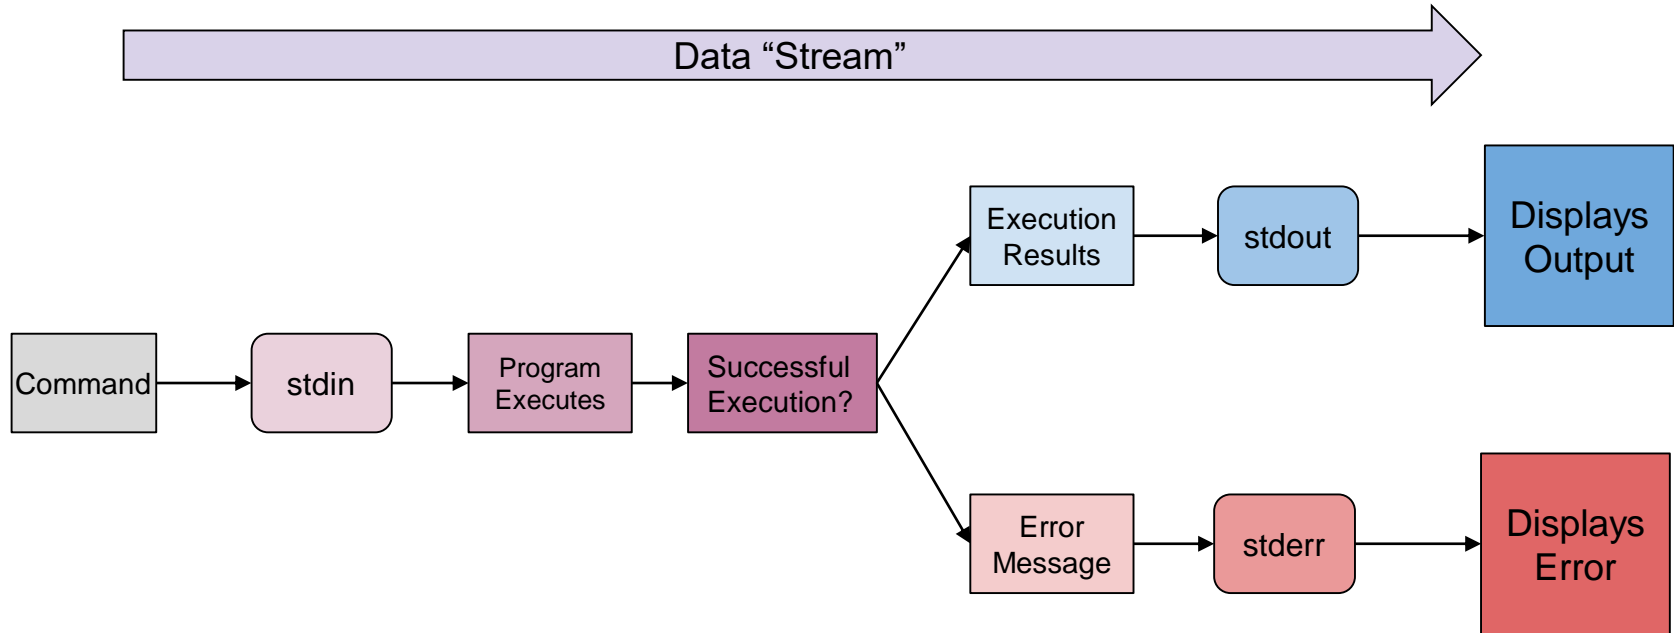 Data “Stream”
Command
stdin
Program
Executes
Successful
Execution?
Execution
Results
stdout
Displays
Output
Error
Message
stderr
Displays
Error